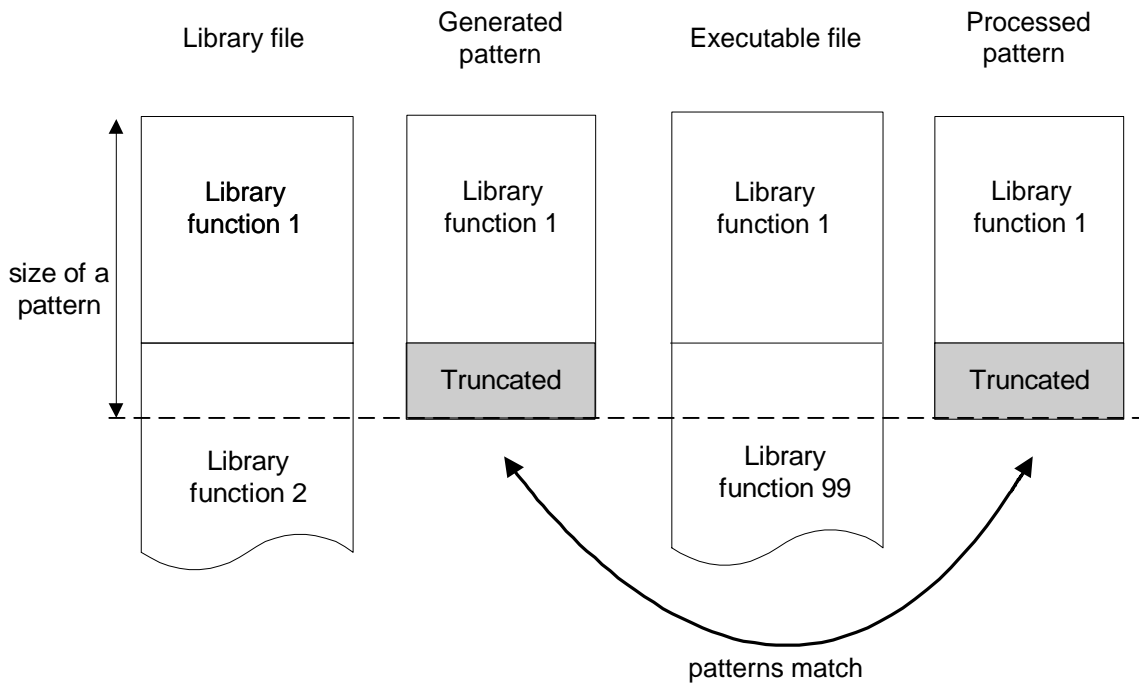 Library file
Generated
pattern
Executable file
Processed
pattern
size of a
pattern
Library
function 1
Library
function 1
Library
function 1
Library
function 1
Truncated
Truncated
Library
function 2
Library
function 99
patterns match